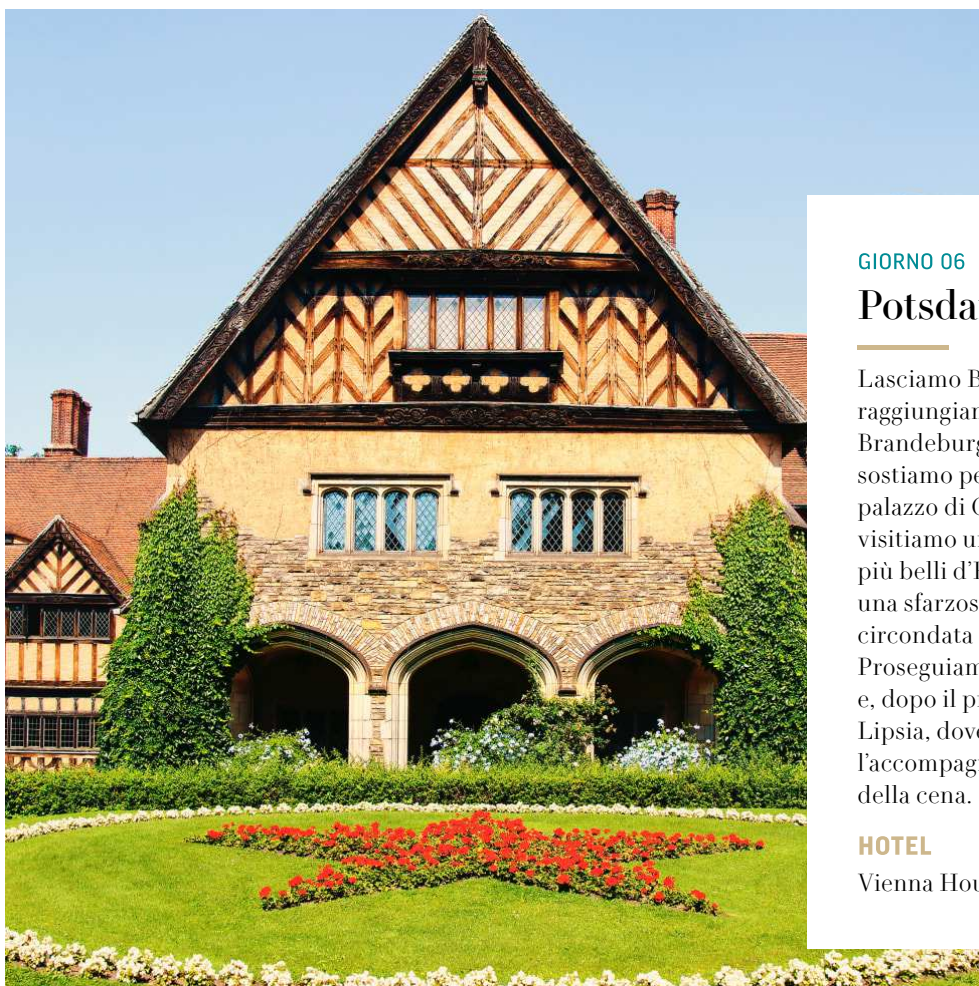 GIORNO 06
Potsda
Lasciamo B
raggiungia
Brandeburg
sostiamo pe
palazzo di
visitiamo u
più belli d'
una sfarzos
circondata
Proseguiam
e, dopo il p
Lipsia, dove
l'accompag
della cena.
HOTEL
Vienna Hou